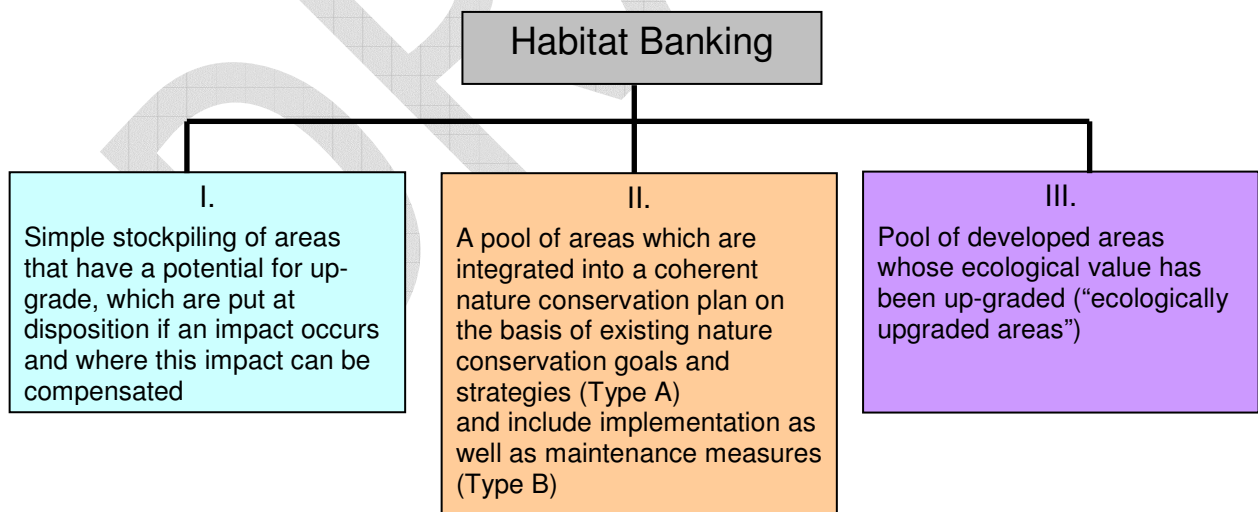 Habitat Banking
I.
Simple stockpiling of areas
that have a potential for up-
grade, which are put at
disposition if an impact occurs
and where this impact can be
compensated
II.
A pool of areas which are
integrated into a coherent
nature conservation plan on
the basis of existing nature
conservation goals and
strategies (Type A)
and include implementation as
well as maintenance measures
(Type B)
III.
Pool of developed areas
whose ecological value has
been up-graded (“ecologically
upgraded areas”)